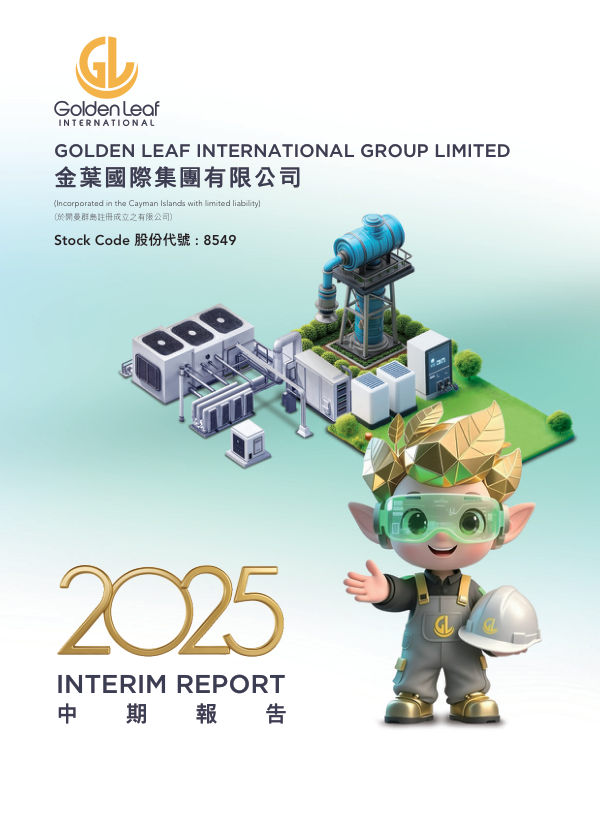 GL
Golden Leaf
INTERNATIONAL
GOLDEN LEAF INTERNATIONAL GROUP LIMITED
金葉國際集團有限公司
(Incorporated in the Cayman Islands with limited liability)
(於開曼群島註冊成立之有限公司)
Stock Code 股份代號 : 8549
GL
GL
2025
INTERIM REPORT
中期報告